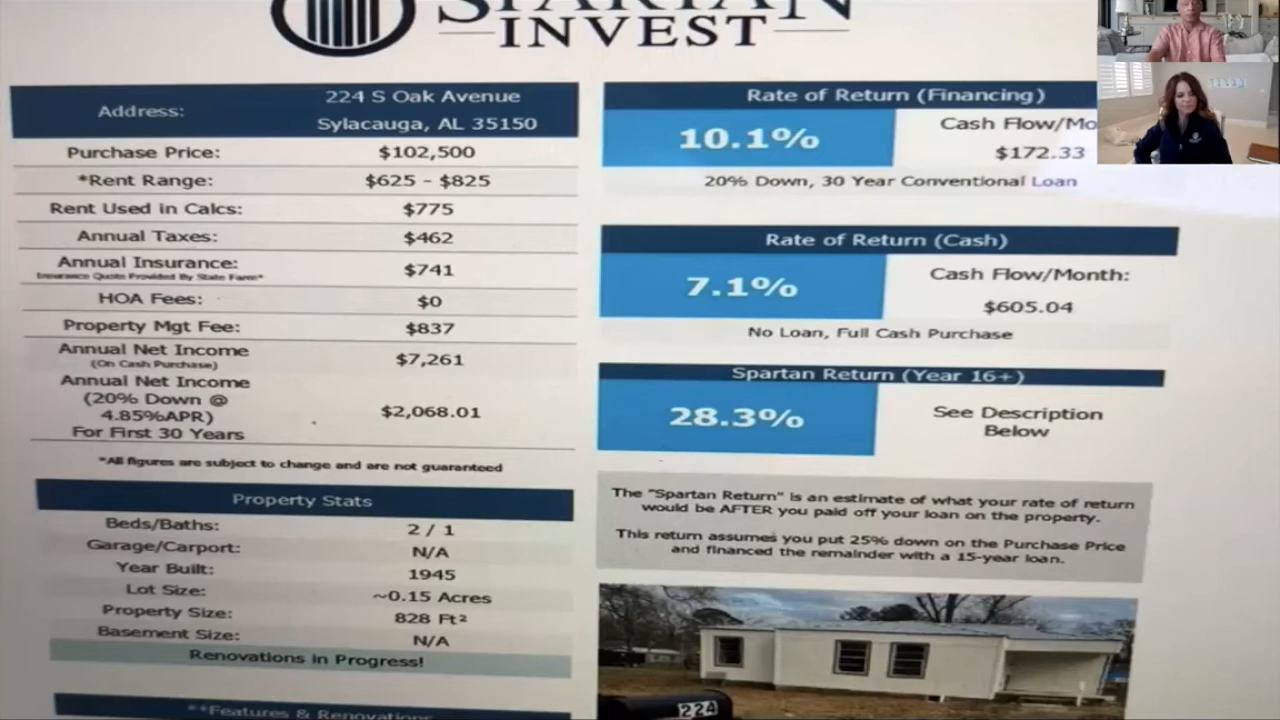 SPARTAN
INVEST
Address:
224 S Oak Avenue
Sylacauga, AL 35150
Purchase Price: $102,500
*Rent Range: $625 - $825
Rent Used in Calcs: $775
Annual Taxes: $462
Annual Insurance: $741
Insurance Quote Provided By State Farm*
HOA Fees: $0
Property Mgt Fee: $837
Annual Net Income
(On Cash Purchase)
$7,261
Annual Net Income
(20% Down @
4.85%APR)
For First 30 Years
$2,068.01
*All figures are subject to change and are not guaranteed
Property Stats
Beds/Baths: 2 / 1
Garage/Carport: N/A
Year Built: 1945
Lot Size: ~0.15 Acres
Property Size: 828 Ft²
Basement Size: N/A
Renovations in Progress!
**Features & Renovations
Rate of Return (Financing)
10.1%
Cash Flow/Mo
$172.33
20% Down, 30 Year Conventional Loan
Rate of Return (Cash)
7.1%
Cash Flow/Month:
$605.04
No Loan, Full Cash Purchase
Spartan Return (Year 16+)
28.3%
See Description
Below
The "Spartan Return" is an estimate of what your rate of return
would be AFTER you paid off your loan on the property.
This return assumes you put 25% down on the Purchase Price
and financed the remainder with a 15-year loan.
224